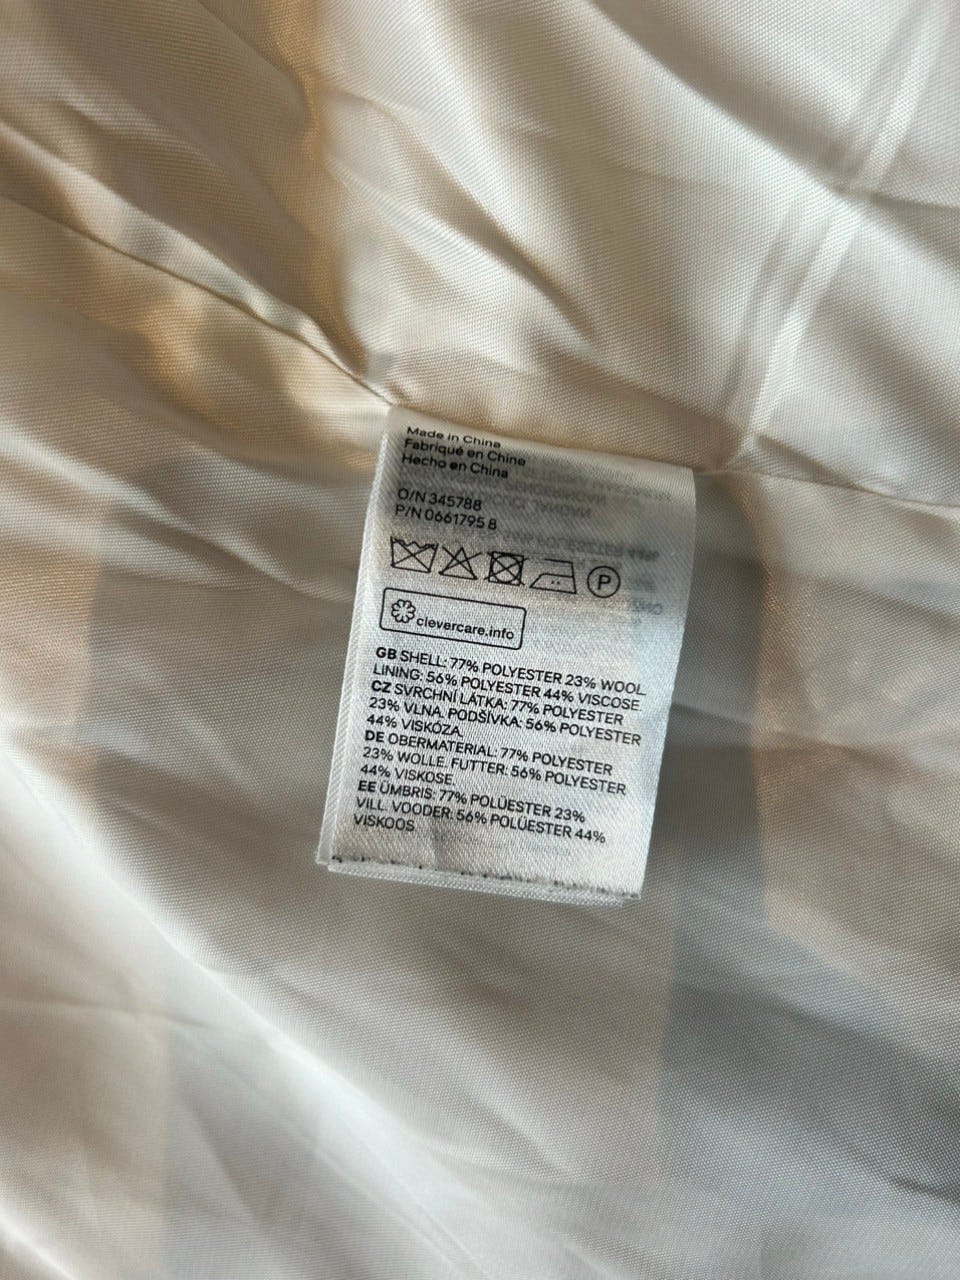 Made in China
Fabriqué en Chine
Hecho en China
O/N 345788
P/N 0661795 8
P
clevercare.info
GB SHELL: 77% POLYESTER 23% WOOL
LINING: 56% POLYESTER 44% VISCOSE.
CZ SVRCHNÍ LÁTKA: 77% POLYESTER
23% VLNA. PODŠÍVKA: 56% POLYESTER
44% VISKÓZA.
DE OBERMATERIAL: 77% POLYESTER
23% WOLLE. FUTTER: 56% POLYESTER
44% VISKOSE.
EE ÜMBRIS: 77% POLÜESTER 23%
VILL. VOODER: 56% POLÜESTER 44%
VISKOOS